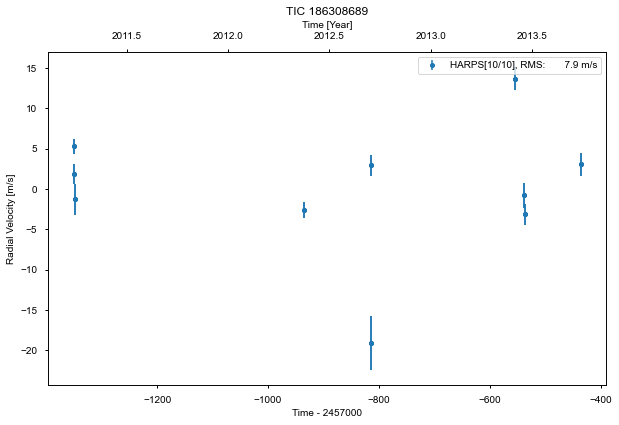 TIC 186308689
Time [Year]
2011.5 2012.0 2012.5 2013.0 2013.5
HARPS[10/10], RMS: 7.9 m/s
15
10
5
0
−5
−10
−15
−20
Radial Velocity [m/s]
−1200 −1000 −800 −600 −400
Time - 2457000